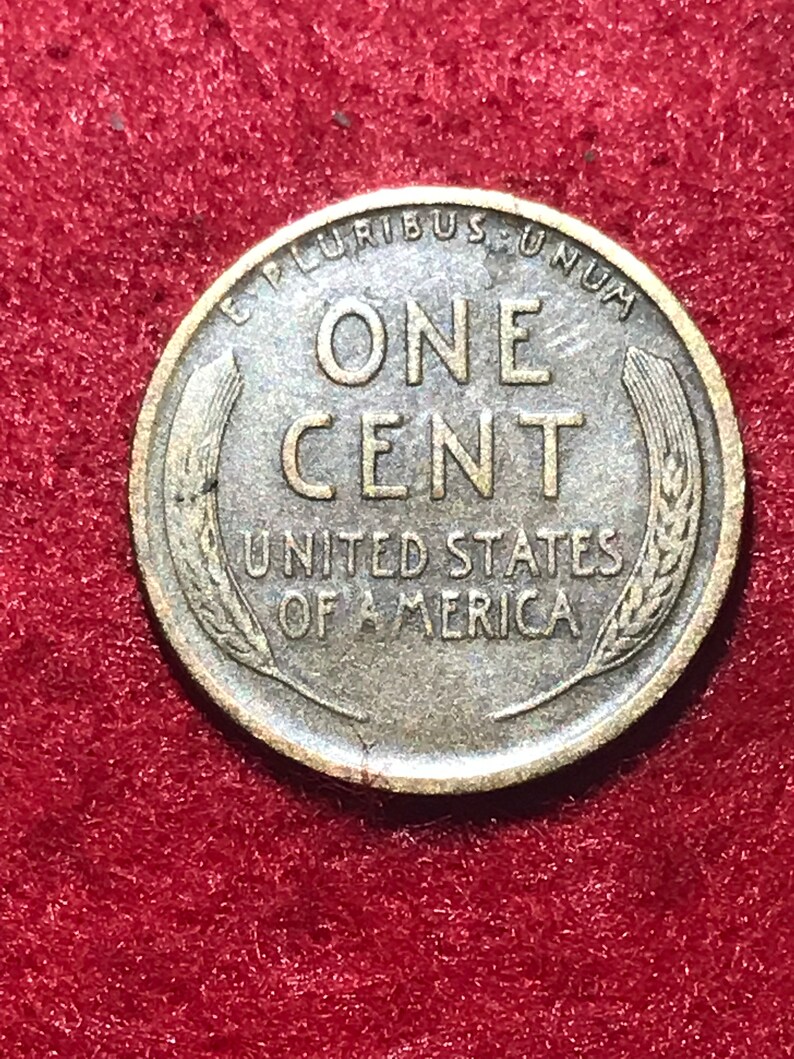 E·PLURIBUS·UNUM
ONE
CENT
UNITED STATES
OF AMERICA